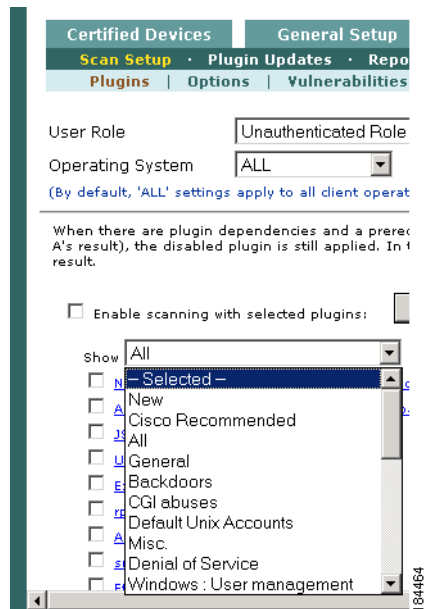 Certified Devices General Setup
Scan Setup · Plugin Updates · Repo
Plugins | Options | Vulnerabilities
User Role Unauthenticated Role
Operating System ALL
(By default, 'ALL' settings apply to all client operat
When there are plugin dependencies and a prerec
A's result), the disabled plugin is still applied. In t
result.
Enable scanning with selected plugins:
Show All
– Selected –
New
Cisco Recommended
All
General
Backdoors
CGI abuses
Default Unix Accounts
Misc.
Denial of Service
Windows : User management
184464